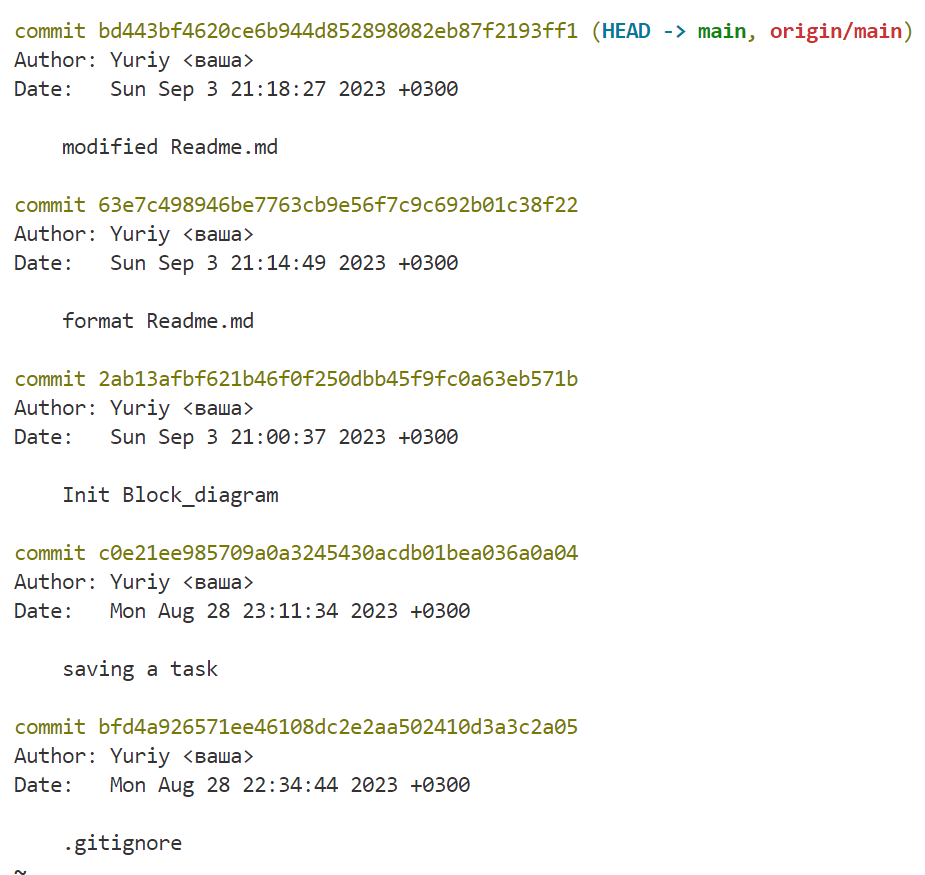 commit bd443bf4620ce6b944d852898082eb87f2193ff1 (HEAD -> main, origin/main)
Author: Yuriy <ваша>
Date:   Sun Sep 3 21:18:27 2023 +0300
modified Readme.md
commit 63e7c498946be7763cb9e56f7c9c692b01c38f22
Author: Yuriy <ваша>
Date:   Sun Sep 3 21:14:49 2023 +0300
format Readme.md
commit 2ab13afbf621b46f0f250dbb45f9fc0a63eb571b
Author: Yuriy <ваша>
Date:   Sun Sep 3 21:00:37 2023 +0300
Init Block_diagram
commit c0e21ee985709a0a3245430acdb01bea036a0a04
Author: Yuriy <ваша>
Date:   Mon Aug 28 23:11:34 2023 +0300
saving a task
commit bfd4a926571ee46108dc2e2aa502410d3a3c2a05
Author: Yuriy <ваша>
Date:   Mon Aug 28 22:34:44 2023 +0300
.gitignore
~